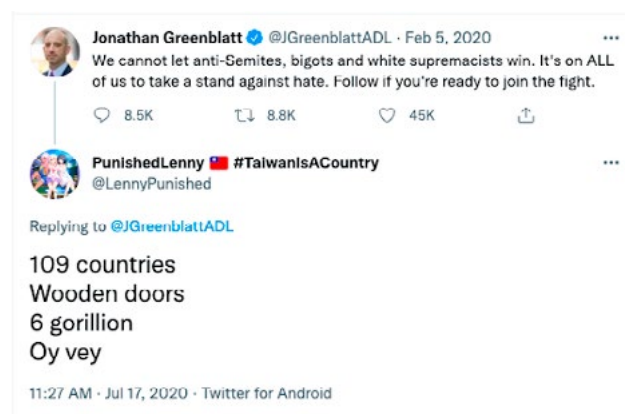 Jonathan Greenblatt @JGreenblattADL · Feb 5, 2020
We cannot let anti-Semites, bigots and white supremacists win. It's on ALL
of us to take a stand against hate. Follow if you're ready to join the fight.
8.5K 8.8K 45K
PunishedLenny 🇹🇼 #TaiwanIsACountry
@LennyPunished
Replying to @JGreenblattADL
109 countries
Wooden doors
6 gorillion
Oy vey
11:27 AM · Jul 17, 2020 · Twitter for Android